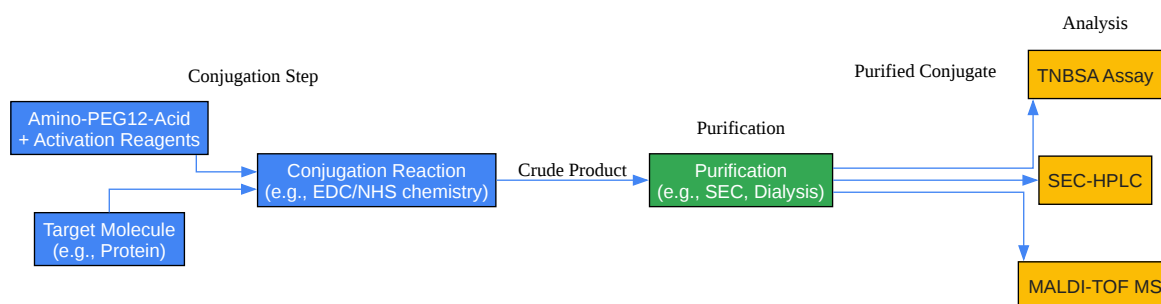 Analysis
Conjugation Step
Purified Conjugate
TNBSA Assay
Amino-PEG12-Acid
+ Activation Reagents
Purification
Conjugation Reaction
(e.g., EDC/NHS chemistry)
Crude Product
Purification
(e.g., SEC, Dialysis)
SEC-HPLC
Target Molecule
(e.g., Protein)
MALDI-TOF MS